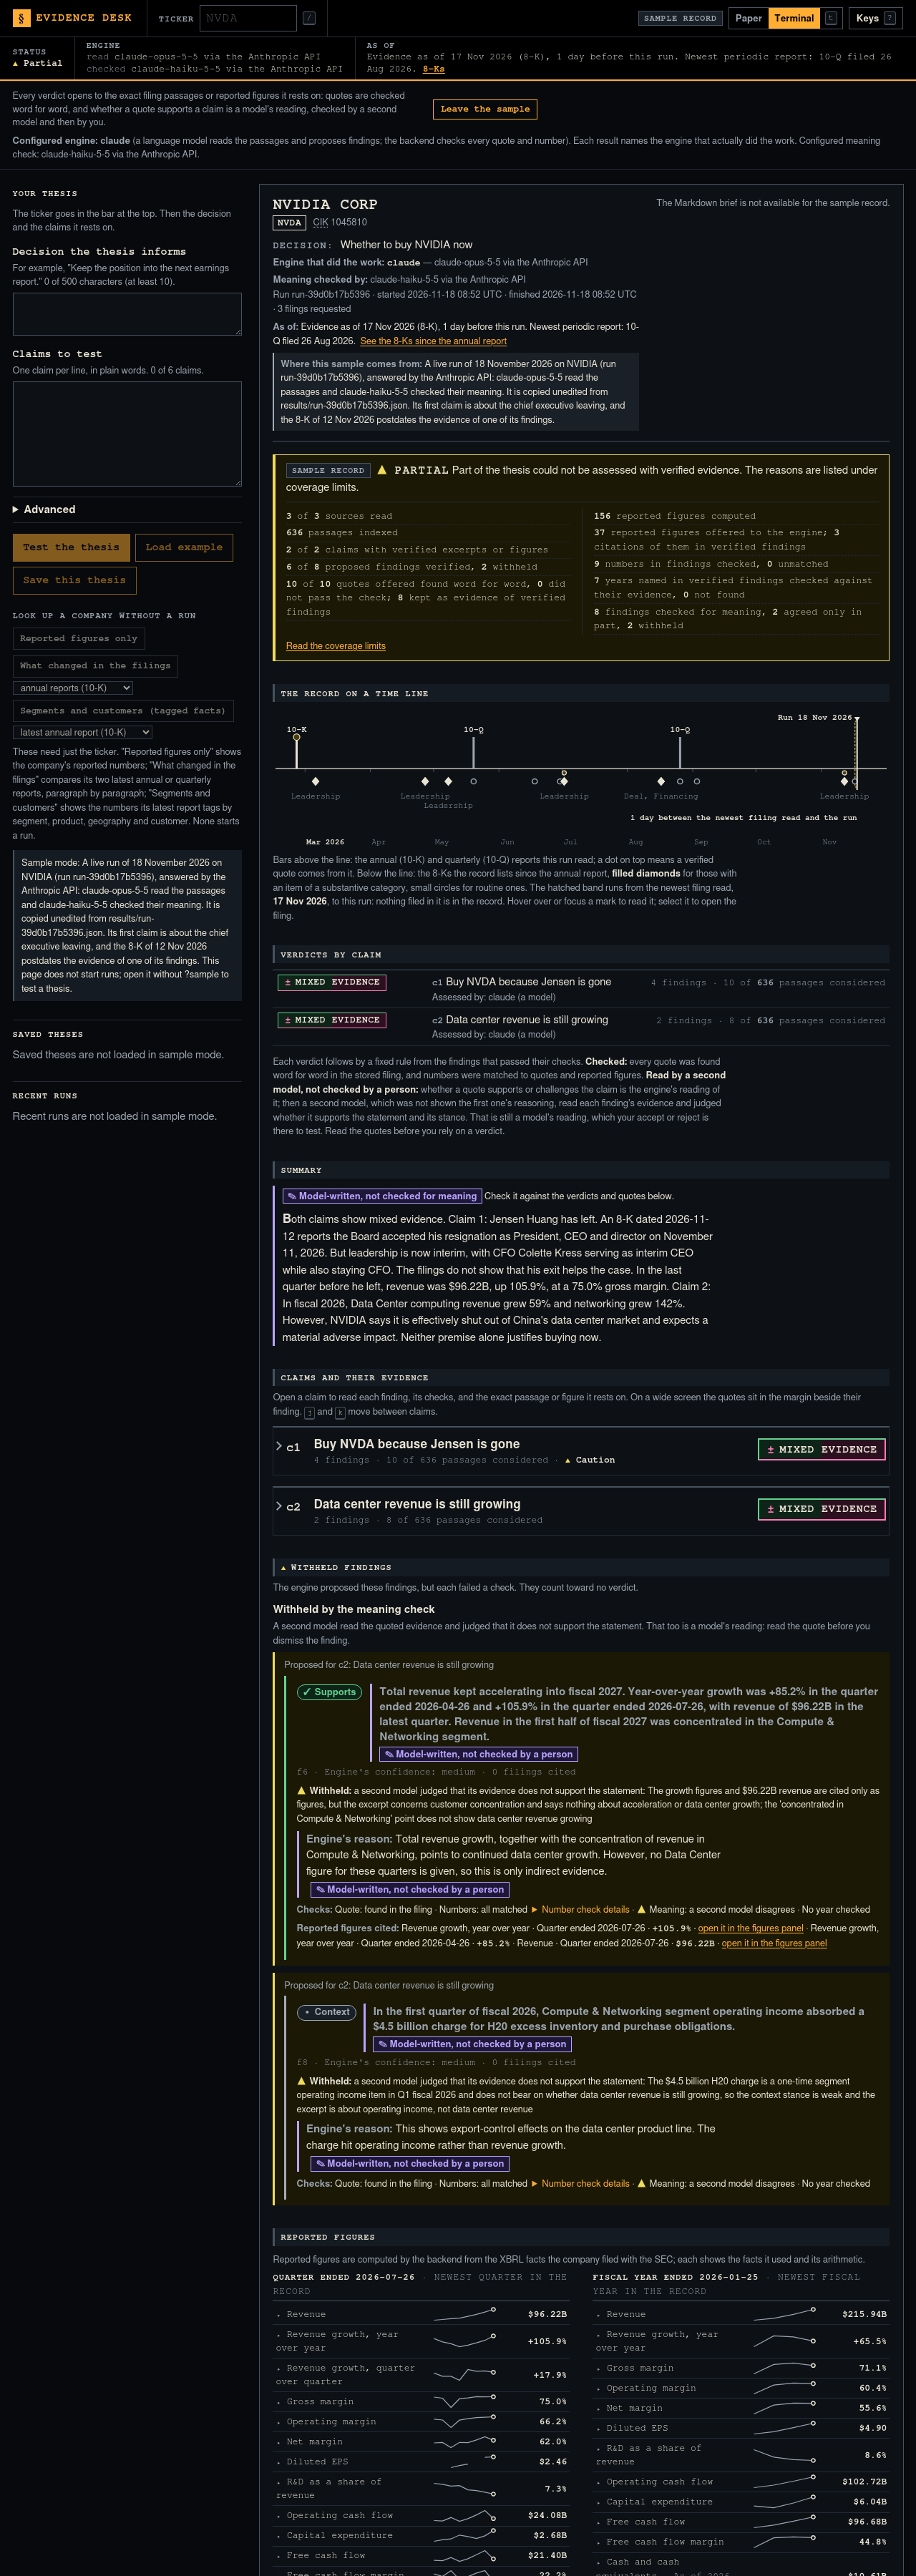 § EVIDENCE DESK
TICKER NVDA /
SAMPLE RECORD Paper Terminal t Keys ?
STATUS
▲ Partial
ENGINE
read claude-opus-5-5 via the Anthropic API
checked claude-haiku-5-5 via the Anthropic API
AS OF
Evidence as of 17 Nov 2026 (8-K), 1 day before this run. Newest periodic report: 10-Q filed 26
Aug 2026. 8-Ks
Every verdict opens to the exact filing passages or reported figures it rests on: quotes are checked
word for word, and whether a quote supports a claim is a model's reading, checked by a second
model and then by you.
Leave the sample
Configured engine: claude (a language model reads the passages and proposes findings; the backend checks every quote and number). Each result names the engine that actually did the work. Configured meaning
check: claude-haiku-5-5 via the Anthropic API.
YOUR THESIS
The ticker goes in the bar at the top. Then the decision
and the claims it rests on.
Decision the thesis informs
For example, "Keep the position into the next earnings
report." 0 of 500 characters (at least 10).
Claims to test
One claim per line, in plain words. 0 of 6 claims.
▶ Advanced
Test the thesis
Load example
Save this thesis
LOOK UP A COMPANY WITHOUT A RUN
Reported figures only
What changed in the filings
annual reports (10-K)
Segments and customers (tagged facts)
latest annual report (10-K)
These need just the ticker. "Reported figures only" shows
the company's reported numbers; "What changed in the
filings" compares its two latest annual or quarterly
reports, paragraph by paragraph; "Segments and
customers" shows the numbers its latest report tags by
segment, product, geography and customer. None starts
a run.
Sample mode: A live run of 18 November 2026 on
NVIDIA (run run-39d0b17b5396), answered by the
Anthropic API: claude-opus-5-5 read the passages
and claude-haiku-5-5 checked their meaning. It is
copied unedited from results/run-
39d0b17b5396.json. Its first claim is about the chief
executive leaving, and the 8-K of 12 Nov 2026
postdates the evidence of one of its findings. This
page does not start runs; open it without ?sample to
test a thesis.
SAVED THESES
Saved theses are not loaded in sample mode.
RECENT RUNS
Recent runs are not loaded in sample mode.
NVIDIA CORP
NVDA CIK 1045810
The Markdown brief is not available for the sample record.
DECISION: Whether to buy NVIDIA now
Engine that did the work: claude — claude-opus-5-5 via the Anthropic API
Meaning checked by: claude-haiku-5-5 via the Anthropic API
Run run-39d0b17b5396 · started 2026-11-18 08:52 UTC · finished 2026-11-18 08:52 UTC
· 3 filings requested
As of: Evidence as of 17 Nov 2026 (8-K), 1 day before this run. Newest periodic report: 10-
Q filed 26 Aug 2026. See the 8-Ks since the annual report
Where this sample comes from: A live run of 18 November 2026 on NVIDIA (run
run-39d0b17b5396), answered by the Anthropic API: claude-opus-5-5 read the
passages and claude-haiku-5-5 checked their meaning. It is copied unedited from
results/run-39d0b17b5396.json. Its first claim is about the chief executive leaving, and
the 8-K of 12 Nov 2026 postdates the evidence of one of its findings.
SAMPLE RECORD ▲ PARTIAL Part of the thesis could not be assessed with verified evidence. The reasons are listed under
coverage limits.
3 of 3 sources read
636 passages indexed
2 of 2 claims with verified excerpts or figures
6 of 8 proposed findings verified, 2 withheld
10 of 10 quotes offered found word for word, 0 did
not pass the check; 8 kept as evidence of verified
findings
156 reported figures computed
37 reported figures offered to the engine; 3
citations of them in verified findings
9 numbers in findings checked, 0 unmatched
7 years named in verified findings checked against
their evidence, 0 not found
8 findings checked for meaning, 2 agreed only in
part, 2 withheld
Read the coverage limits
THE RECORD ON A TIME LINE
Run 18 Nov 2026
10-K 10-Q 10-Q
Leadership Leadership Leadership Deal, Financing Leadership
Leadership
1 day between the newest filing read and the run
Mar 2026 Apr May Jun Jul Aug Sep Oct Nov
Bars above the line: the annual (10-K) and quarterly (10-Q) reports this run read; a dot on top means a verified
quote comes from it. Below the line: the 8-Ks the record lists since the annual report, filled diamonds for those with
an item of a substantive category, small circles for routine ones. The hatched band runs from the newest filing read,
17 Nov 2026, to this run: nothing filed in it is in the record. Hover over or focus a mark to read it; select it to open the
filing.
VERDICTS BY CLAIM
± MIXED EVIDENCE
c1 Buy NVDA because Jensen is gone
Assessed by: claude (a model)
4 findings · 10 of 636 passages considered
± MIXED EVIDENCE
c2 Data center revenue is still growing
Assessed by: claude (a model)
2 findings · 8 of 636 passages considered
Each verdict follows by a fixed rule from the findings that passed their checks. Checked: every quote was found
word for word in the stored filing, and numbers were matched to quotes and reported figures. Read by a second
model, not checked by a person: whether a quote supports or challenges the claim is the engine's reading of
it; then a second model, which was not shown the first one's reasoning, read each finding's evidence and judged
whether it supports the statement and its stance. That is still a model's reading, which your accept or reject is
there to test. Read the quotes before you rely on a verdict.
SUMMARY
✎ Model-written, not checked for meaning Check it against the verdicts and quotes below.
Both claims show mixed evidence. Claim 1: Jensen Huang has left. An 8-K dated 2026-11-
12 reports the Board accepted his resignation as President, CEO and director on November
11, 2026. But leadership is now interim, with CFO Colette Kress serving as interim CEO
while also staying CFO. The filings do not show that his exit helps the case. In the last
quarter before he left, revenue was $96.22B, up 105.9%, at a 75.0% gross margin. Claim 2:
In fiscal 2026, Data Center computing revenue grew 59% and networking grew 142%.
However, NVIDIA says it is effectively shut out of China's data center market and expects a
material adverse impact. Neither premise alone justifies buying now.
CLAIMS AND THEIR EVIDENCE
Open a claim to read each finding, its checks, and the exact passage or figure it rests on. On a wide screen the quotes sit in the margin beside their
finding. j and k move between claims.
c1 Buy NVDA because Jensen is gone
4 findings · 10 of 636 passages considered · ▲ Caution
± MIXED EVIDENCE
c2 Data center revenue is still growing
2 findings · 8 of 636 passages considered
± MIXED EVIDENCE
▲ WITHHELD FINDINGS
The engine proposed these findings, but each failed a check. They count toward no verdict.
Withheld by the meaning check
A second model read the quoted evidence and judged that it does not support the statement. That too is a model's reading: read the quote before you
dismiss the finding.
Proposed for c2: Data center revenue is still growing
✓ Supports
Total revenue kept accelerating into fiscal 2027. Year-over-year growth was +85.2% in the quarter
ended 2026-04-26 and +105.9% in the quarter ended 2026-07-26, with revenue of $96.22B in the
latest quarter. Revenue in the first half of fiscal 2027 was concentrated in the Compute &
Networking segment.
✎ Model-written, not checked by a person
f6 · Engine's confidence: medium · 0 filings cited
▲ Withheld: a second model judged that its evidence does not support the statement: The growth figures and $96.22B revenue are cited only as
figures, but the excerpt concerns customer concentration and says nothing about acceleration or data center growth; the 'concentrated in
Compute & Networking' point does not show data center revenue growing
Engine's reason: Total revenue growth, together with the concentration of revenue in
Compute & Networking, points to continued data center growth. However, no Data Center
figure for these quarters is given, so this is only indirect evidence.
✎ Model-written, not checked by a person
Checks: Quote: found in the filing · Numbers: all matched ▶ Number check details · ▲ Meaning: a second model disagrees · No year checked
Reported figures cited: Revenue growth, year over year · Quarter ended 2026-07-26 · +105.9% · open it in the figures panel · Revenue growth,
year over year · Quarter ended 2026-04-26 · +85.2% · Revenue · Quarter ended 2026-07-26 · $96.22B · open it in the figures panel
Proposed for c2: Data center revenue is still growing
• Context
In the first quarter of fiscal 2026, Compute & Networking segment operating income absorbed a
$4.5 billion charge for H20 excess inventory and purchase obligations.
✎ Model-written, not checked by a person
f8 · Engine's confidence: medium · 0 filings cited
▲ Withheld: a second model judged that its evidence does not support the statement: The $4.5 billion H20 charge is a one-time segment
operating income item in Q1 fiscal 2026 and does not bear on whether data center revenue is still growing, so the context stance is weak and the
excerpt is about operating income, not data center revenue
Engine's reason: This shows export-control effects on the data center product line. The
charge hit operating income rather than revenue growth.
✎ Model-written, not checked by a person
Checks: Quote: found in the filing · Numbers: all matched ▶ Number check details · ▲ Meaning: a second model disagrees · No year checked
REPORTED FIGURES
Reported figures are computed by the backend from the XBRL facts the company filed with the SEC; each shows the facts it used and its arithmetic.
QUARTER ENDED 2026-07-26 · NEWEST QUARTER IN THE
RECORD
Revenue $96.22B
Revenue growth, year
over year +105.9%
Revenue growth, quarter
over quarter +17.9%
Gross margin 75.0%
Operating margin 66.2%
Net margin 62.0%
Diluted EPS $2.46
R&D as a share of
revenue 7.3%
Operating cash flow $24.08B
Capital expenditure $2.68B
Free cash flow $21.40B
Free cash flow margin 22.2%
FISCAL YEAR ENDED 2026-01-25 · NEWEST FISCAL
YEAR IN THE RECORD
Revenue $215.94B
Revenue growth, year
over year +65.5%
Gross margin 71.1%
Operating margin 60.4%
Net margin 55.6%
Diluted EPS $4.90
R&D as a share of
revenue 8.6%
Operating cash flow $102.72B
Capital expenditure $6.04B
Free cash flow $96.68B
Free cash flow margin 44.8%
Cash and cash